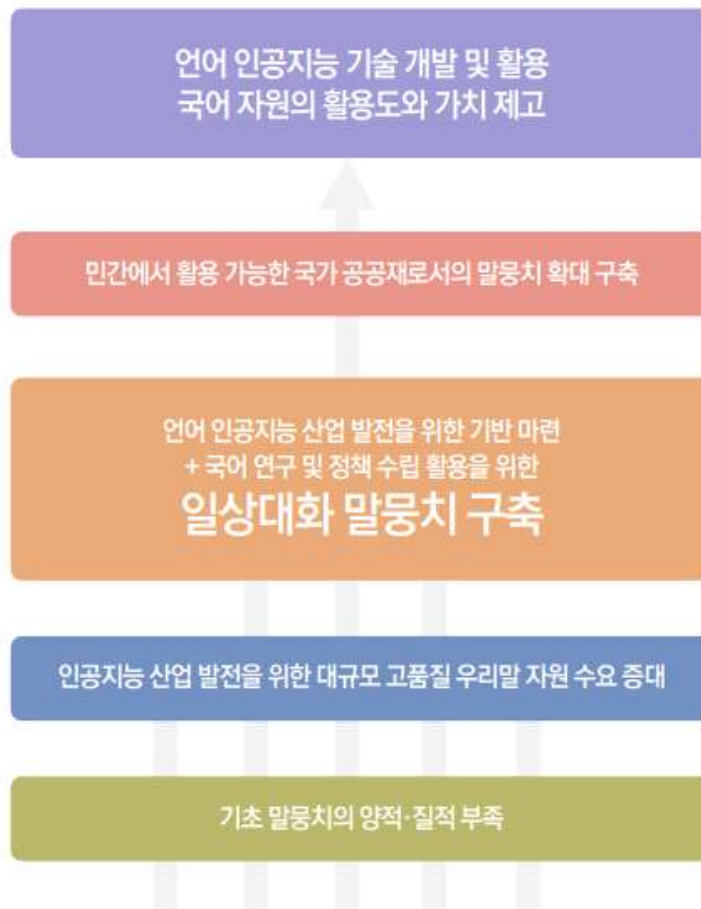 언어 인공지능 기술 개발 및 활용
국어 자원의 활용도와 가치 제고
민간에서 활용 가능한 국가 공공재로서의 말뭉치 확대 구축
언어 인공지능 산업 발전을 위한 기반 마련
+ 국어 연구 및 정책 수립 활용을 위한
일상대화 말뭉치 구축
인공지능 산업 발전을 위한 대규모 고품질 우리말 자원 수요 증대
기초 말뭉치의 양적·질적 부족